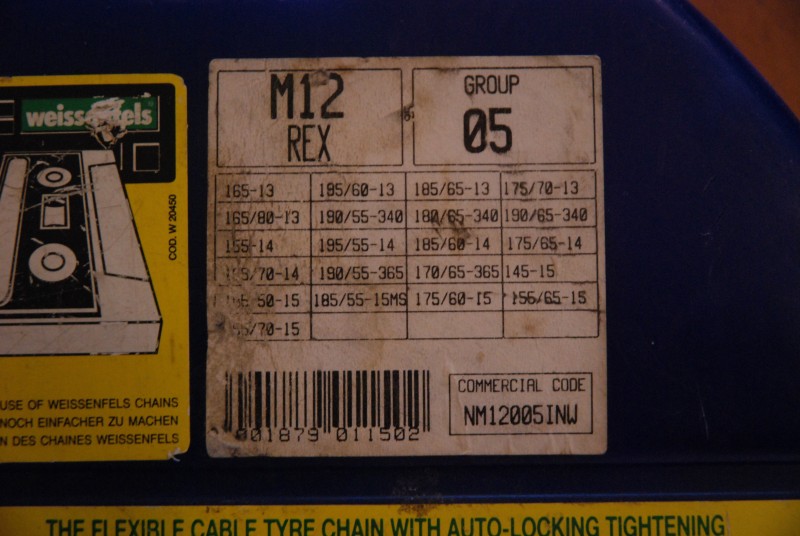 weissenfels
COD. W 20450
USE OF WEISSENFELS CHAINS
NOCH EINFACHER ZU MACHEN
N DES CHAINES WEISSENFELS
M12
REX
GROUP
05
165-13 195/60-13 185/65-13 175/70-13
165/80-13 190/55-340 180/65-340 190/65-340
155-14 195/55-14 185/60-14 175/65-14
190/55-365 170/65-365 145-15
185/55-15MS 175/60-15 155/65-15
COMMERCIAL CODE
NM12005INW
001879 011502
THE FLEXIBLE CABLE TYRE CHAIN WITH AUTO-LOCKING TIGHTENING